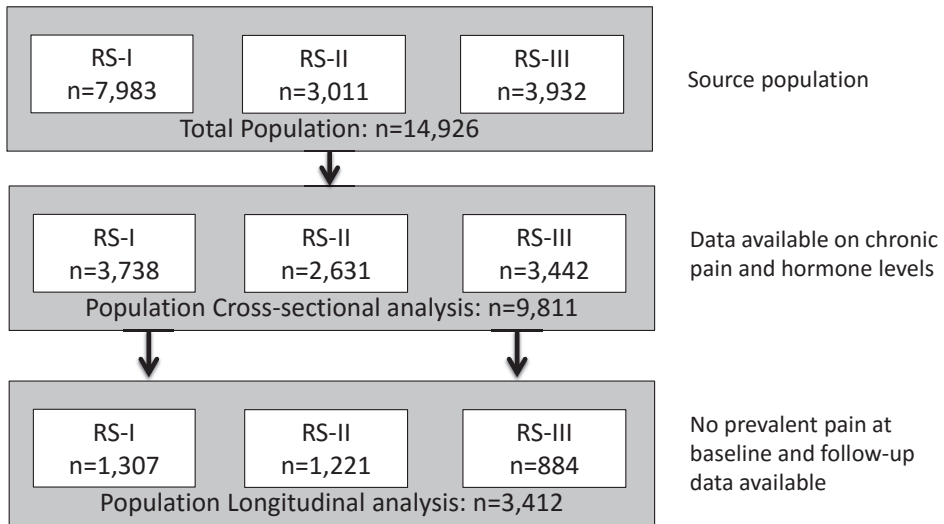 RS-I
n=7,983
RS-II
n=3,011
RS-III
n=3,932
Total Population: n=14,926
Source population
RS-I
n=3,738
RS-II
n=2,631
RS-III
n=3,442
Population Cross-sectional analysis: n=9,811
Data available on chronic
pain and hormone levels
RS-I
n=1,307
RS-II
n=1,221
RS-III
n=884
Population Longitudinal analysis: n=3,412
No prevalent pain at
baseline and follow-up
data available